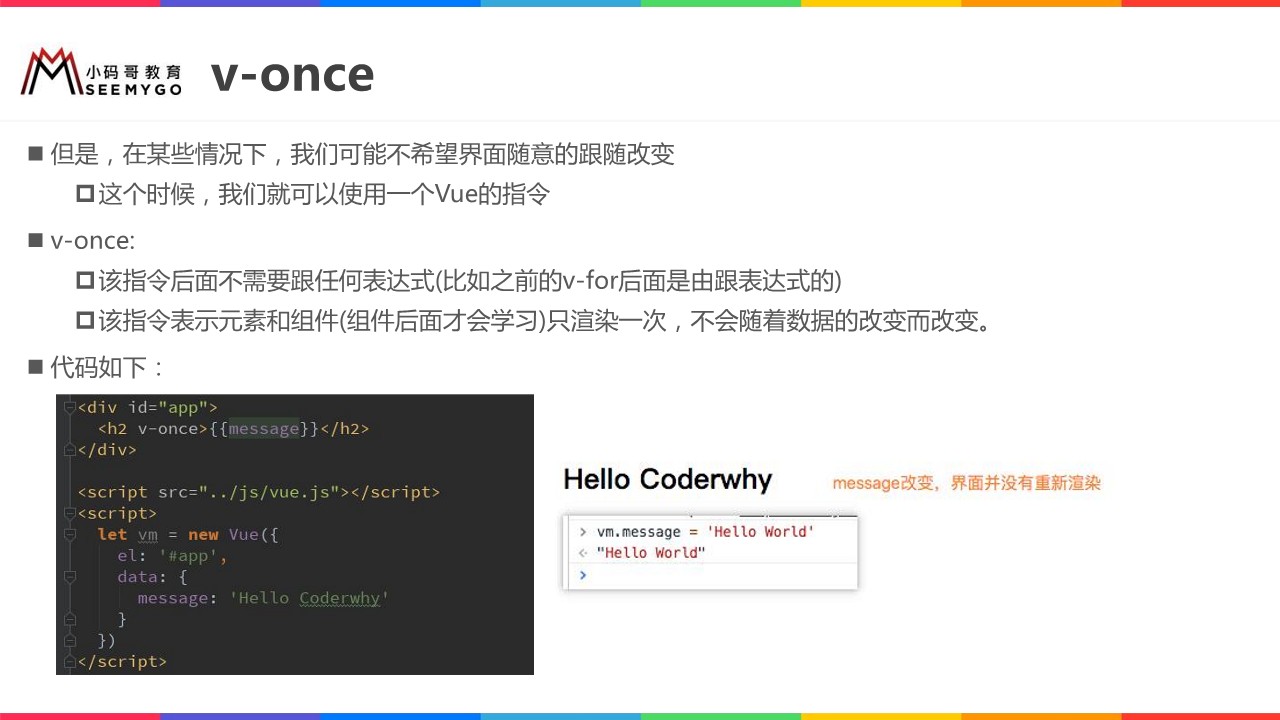 小码哥教育
SEEMYGO
v-once
但是，在某些情况下，我们可能不希望界面随意的跟随改变
这个时候，我们就可以使用一个Vue的指令
v-once:
该指令后面不需要跟任何表达式(比如之前的v-for后面是由跟表达式的)
该指令表示元素和组件(组件后面才会学习)只渲染一次，不会随着数据的改变而改变。
代码如下：
<div id="app">
<h2 v-once>{{message}}</h2>
</div>
<script src="../js/vue.js"></script>
<script>
let vm = new Vue({
el: '#app',
data: {
message: 'Hello Coderwhy'
}
})
</script>
Hello Coderwhy
message改变，界面并没有重新渲染
> vm.message = 'Hello World'
"Hello World"
>